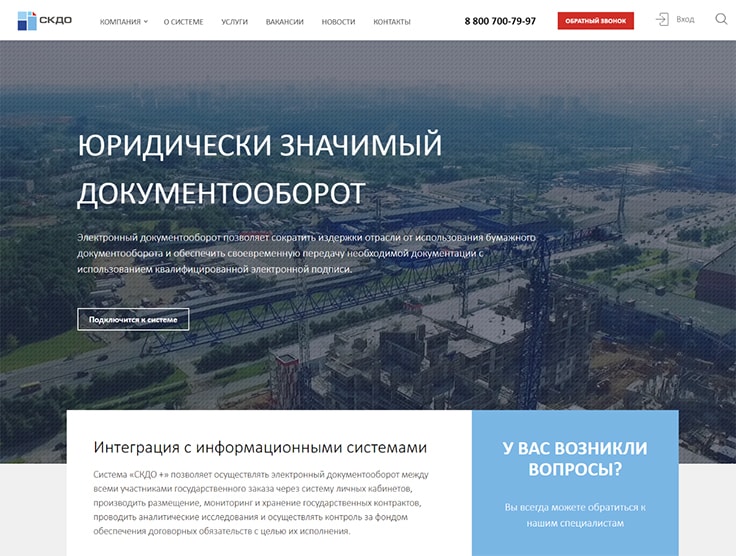 СКДО
КОМПАНИЯ
О СИСТЕМЕ
УСЛУГИ
ВАКАНСИИ
НОВОСТИ
КОНТАКТЫ
8 800 700-79-97
ОБРАТНЫЙ ЗВОНОК
Вход
ЮРИДИЧЕСКИ ЗНАЧИМЫЙ
ДОКУМЕНТООБОРОТ
Электронный документооборот позволяет сократить издержки отрасли от использования бумажного
документооборота и обеспечить своевременную передачу необходимой документации с
использованием квалифицированной электронной подписи.
Подключится к системе
Интеграция с информационными системами
Система «СКДО +» позволяет осуществлять электронный документооборот между
всеми участниками государственного заказа через систему личных кабинетов,
производить размещение, мониторинг и хранение государственных контрактов,
проводить аналитические исследования и осуществлять контроль за фондом
обеспечения договорных обязательств с целью их исполнения.
У ВАС ВОЗНИКЛИ
ВОПРОСЫ?
Вы всегда можете обратиться к
нашим специалистам